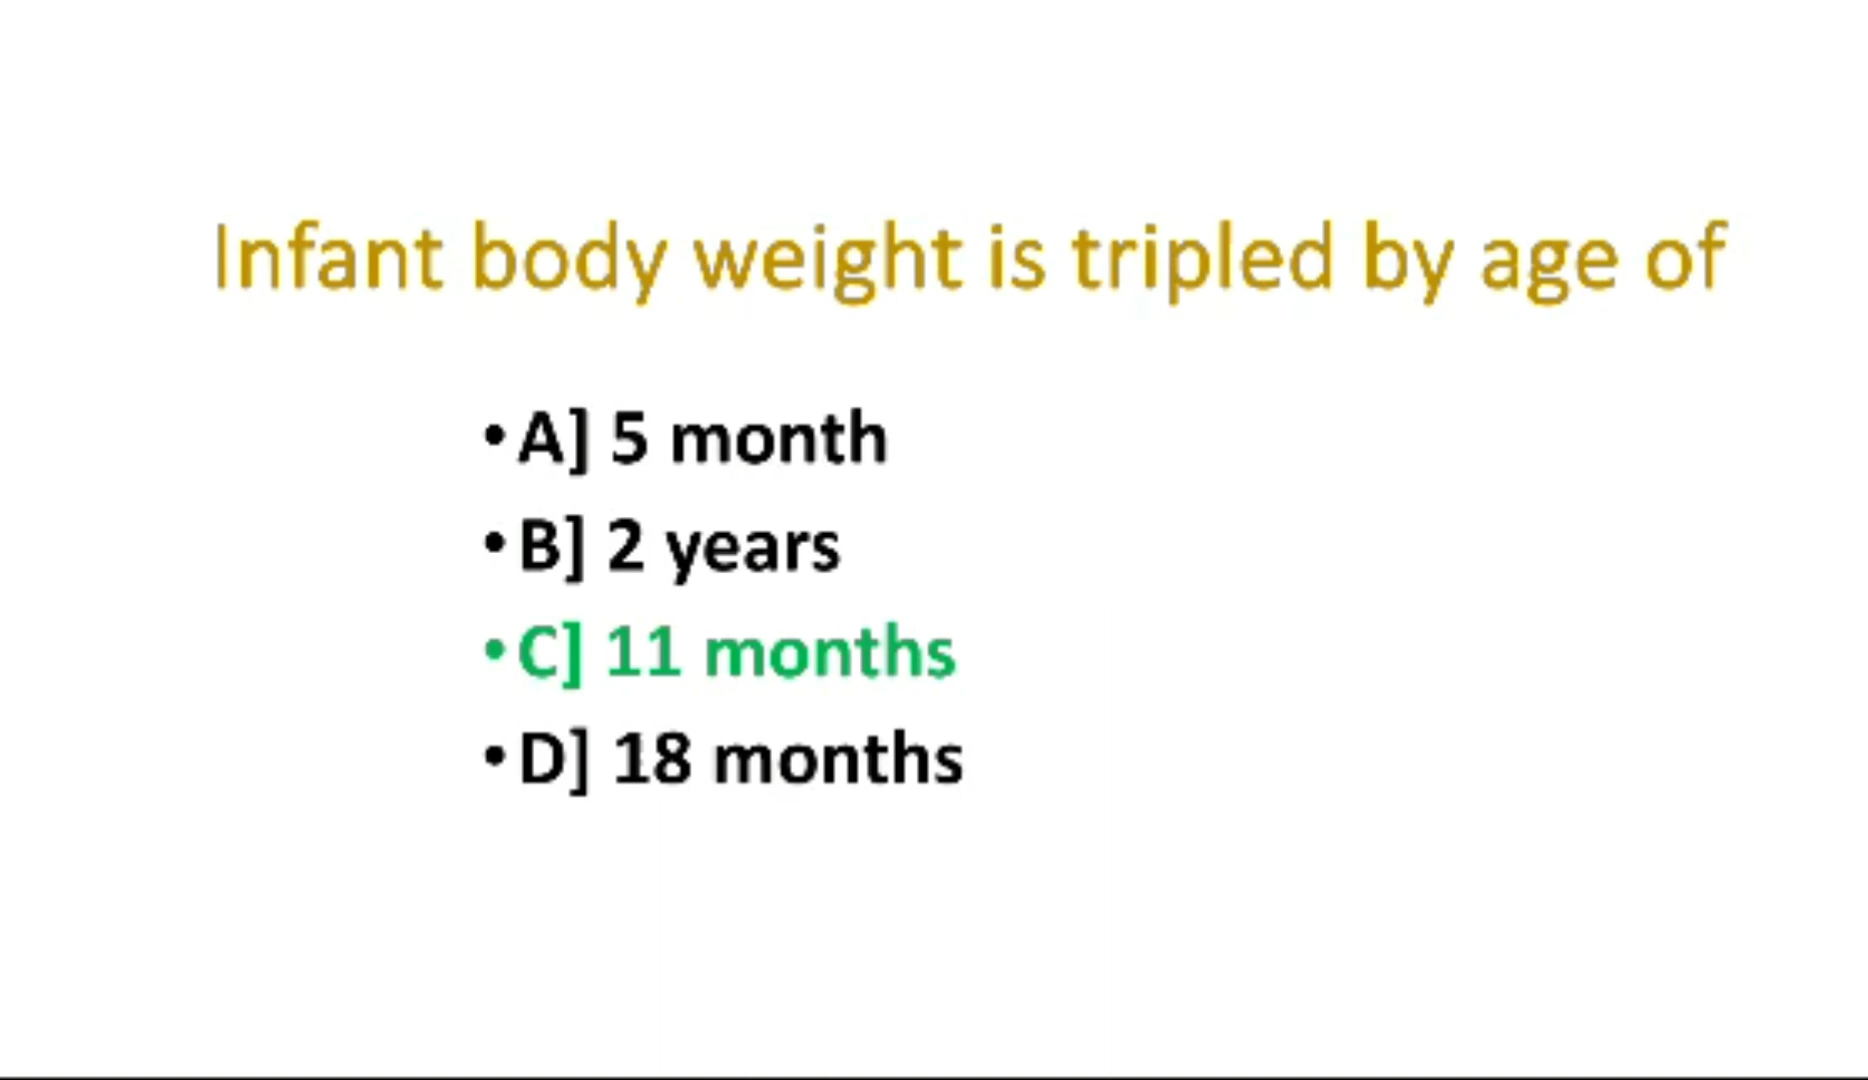 Infant body weight is tripled by age of
• A] 5 month
• B] 2 years
• C] 11 months
• D] 18 months